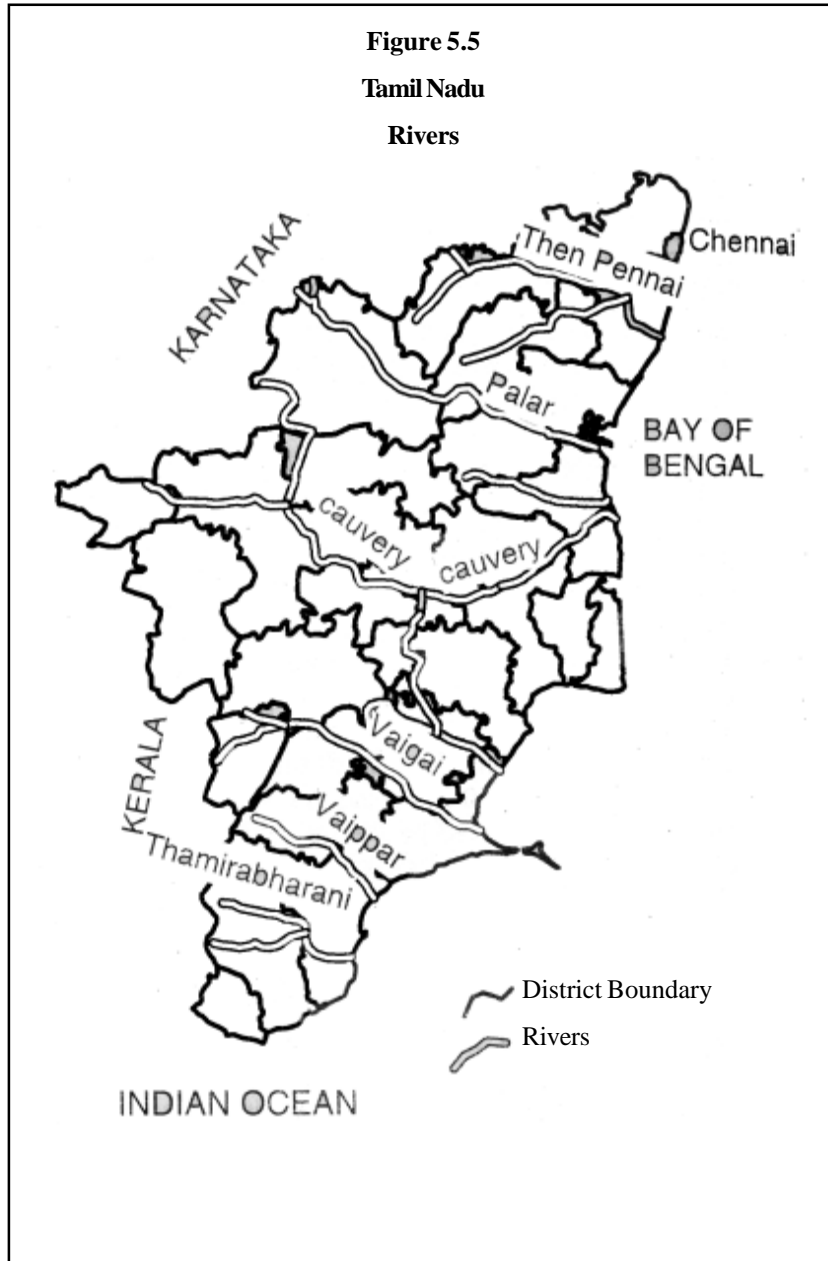 Figure 5.5
Tamil Nadu
Rivers
KARNATAKA
Then Pennai
Chennai
Palar
BAY OF
BENGAL
cauvery
cauvery
KERALA
Vaigai
Vaippar
Thamirabharani
District Boundary
Rivers
INDIAN OCEAN